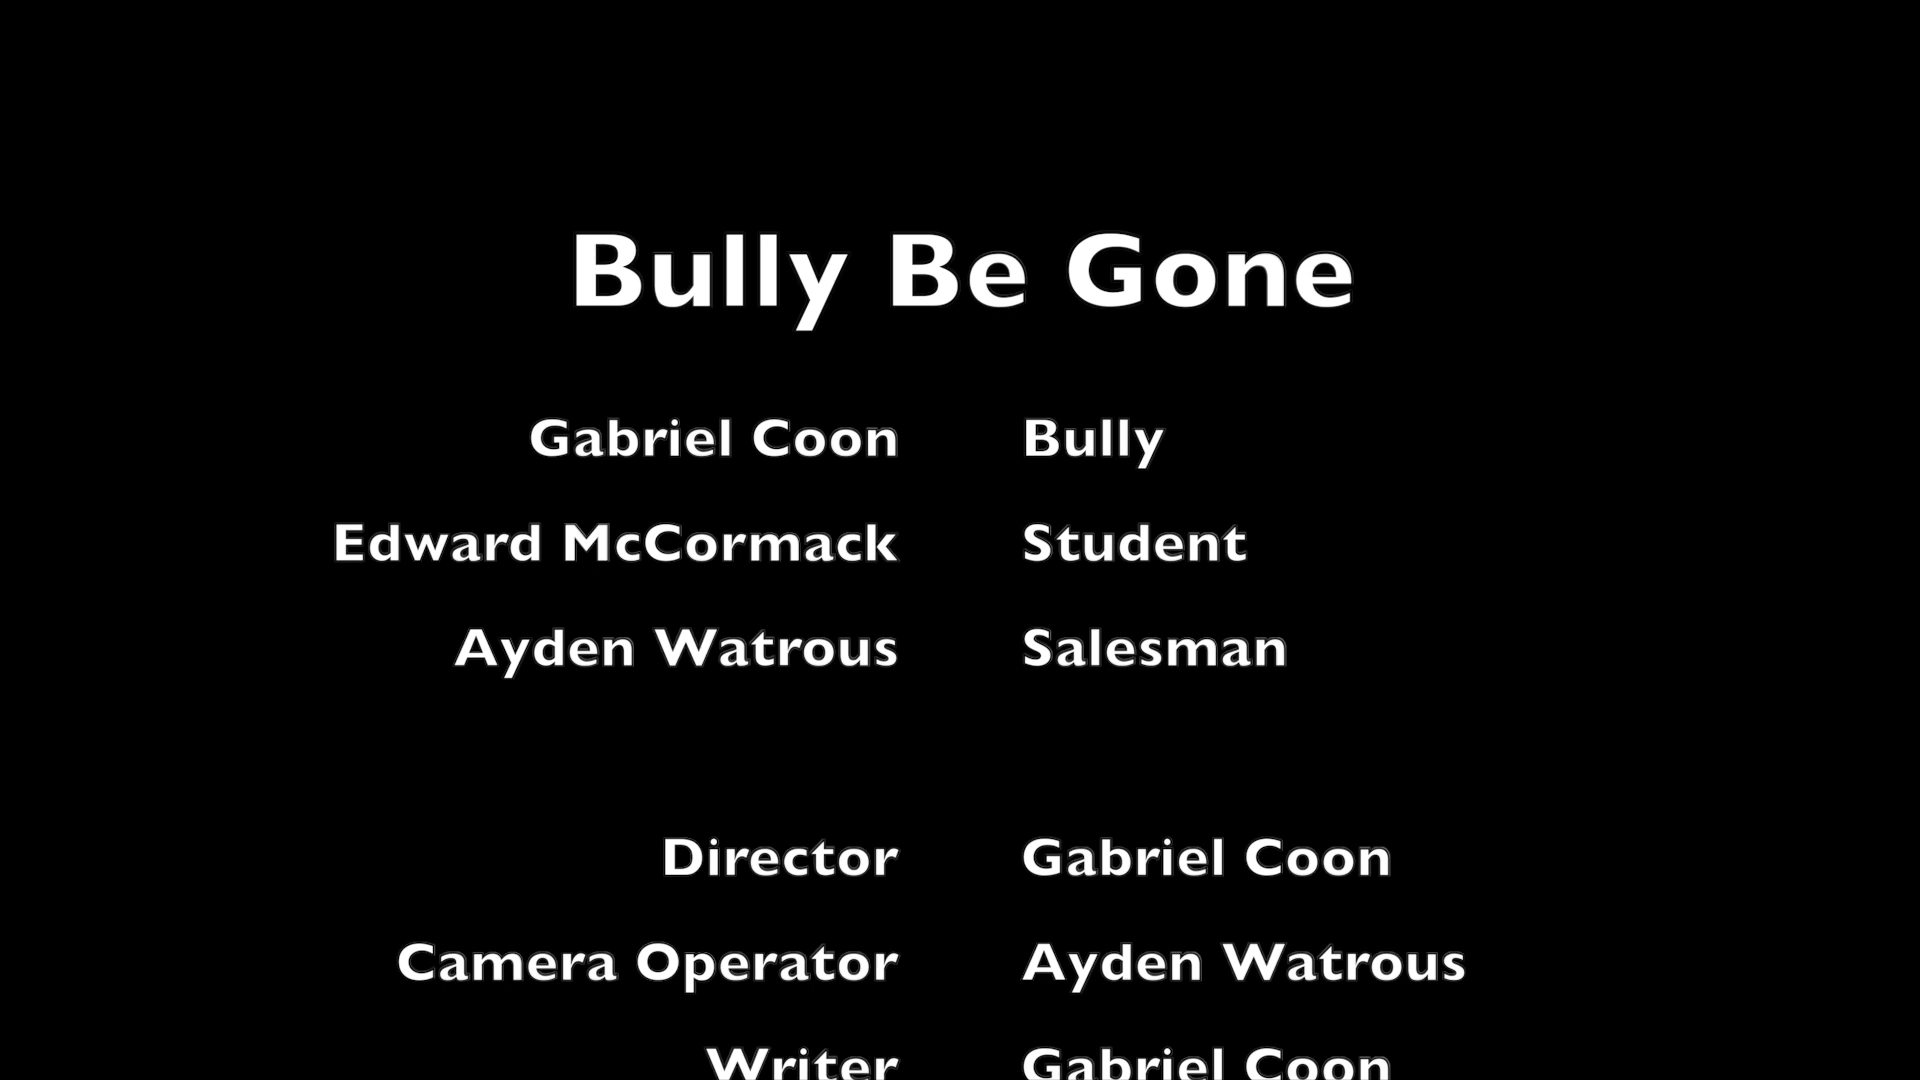 Bully Be Gone
Gabriel Coon Bully
Edward McCormack Student
Ayden Watrous Salesman
Director Gabriel Coon
Camera Operator Ayden Watrous
Writer Gabriel Coon